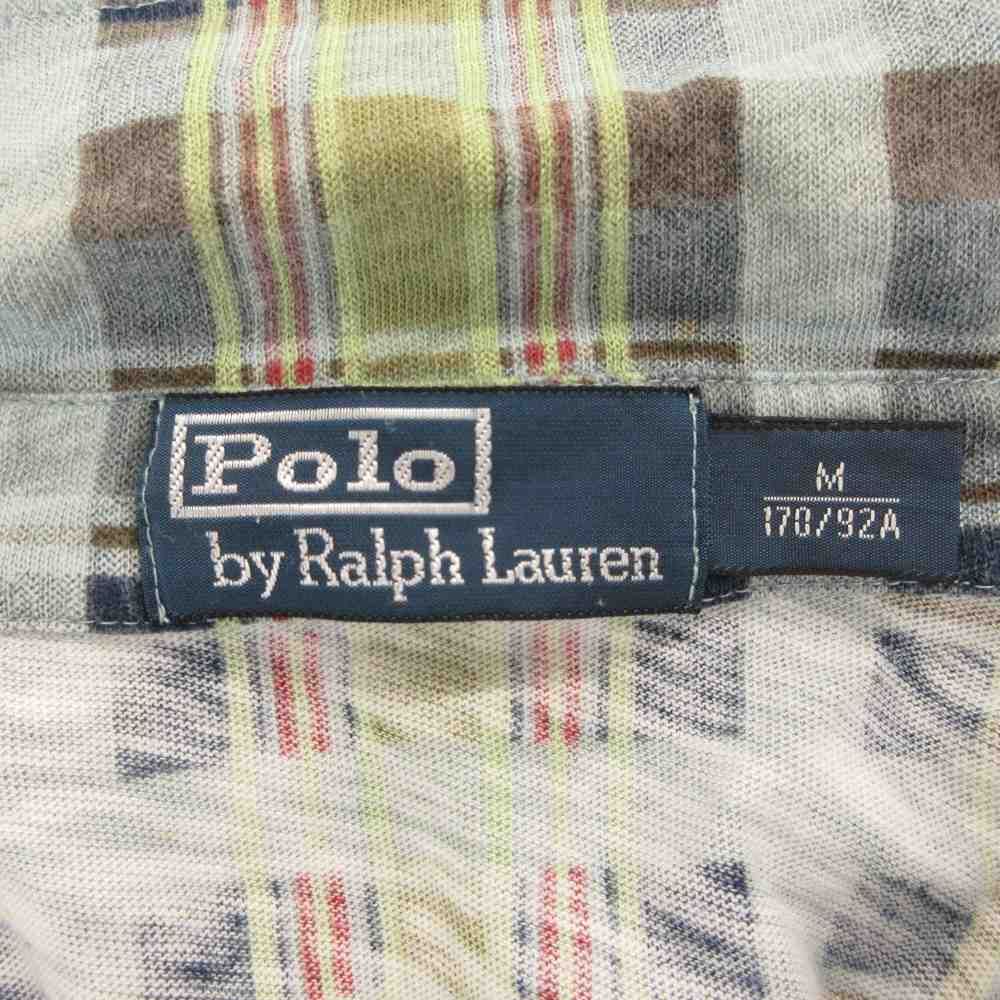 Polo
by Ralph Lauren
M
170/92A